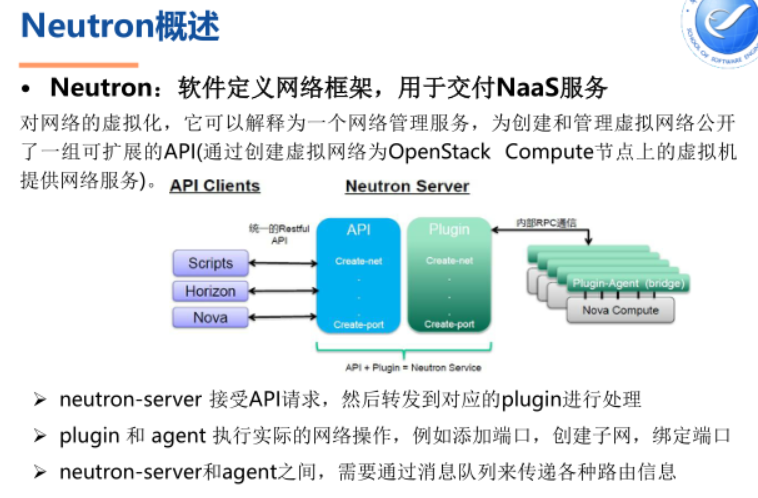 Neutron概述
• Neutron：软件定义网络框架，用于交付NaaS服务
对网络的虚拟化，它可以解释为一个网络管理服务，为创建和管理虚拟网络公开
了一组可扩展的API(通过创建虚拟网络为OpenStack Compute节点上的虚拟机
提供网络服务)。
API Clients
Neutron Server
统一的Restful
API
API
Plugin
内部RPC通信
Create-net
Create-net
Scripts
Horizon
Nova
Create-port
Create-port
Plugin-Agent (bridge)
Nova Compute
API + Plugin = Neutron Service
➢ neutron-server 接受API请求，然后转发到对应的plugin进行处理
➢ plugin 和 agent 执行实际的网络操作，例如添加端口，创建子网，绑定端口
➢ neutron-server和agent之间，需要通过消息队列来传递各种路由信息